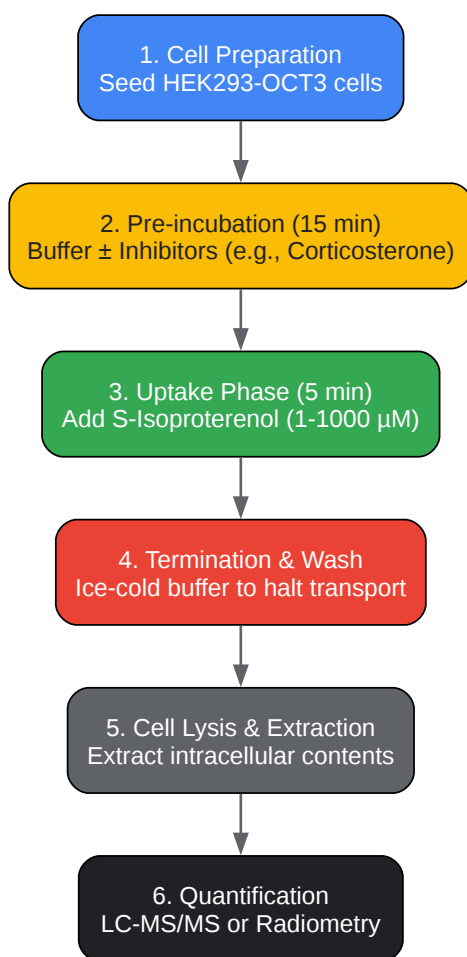 1. Cell Preparation
Seed HEK293-OCT3 cells
2. Pre-incubation (15 min)
Buffer ± Inhibitors (e.g., Corticosterone)
3. Uptake Phase (5 min)
Add S-Isoproterenol (1-1000 µM)
4. Termination & Wash
Ice-cold buffer to halt transport
5. Cell Lysis & Extraction
Extract intracellular contents
6. Quantification
LC-MS/MS or Radiometry